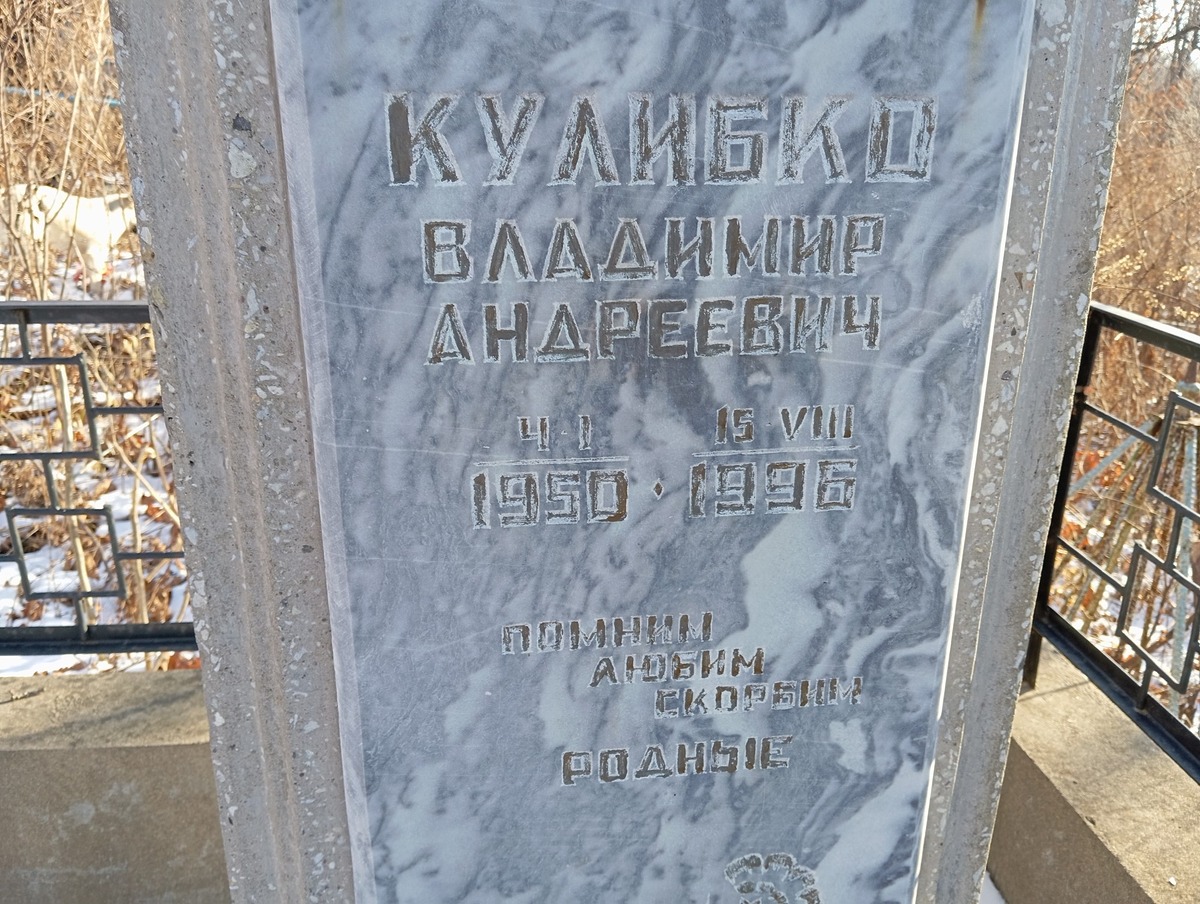 КУЛИБКО
ВЛАДИМИР
АНДРЕЕВИЧ
4·I 15·VIII
1950 · 1996
ПОМНИМ
ЛЮБИМ
СКОРБИМ
РОДНЫЕ